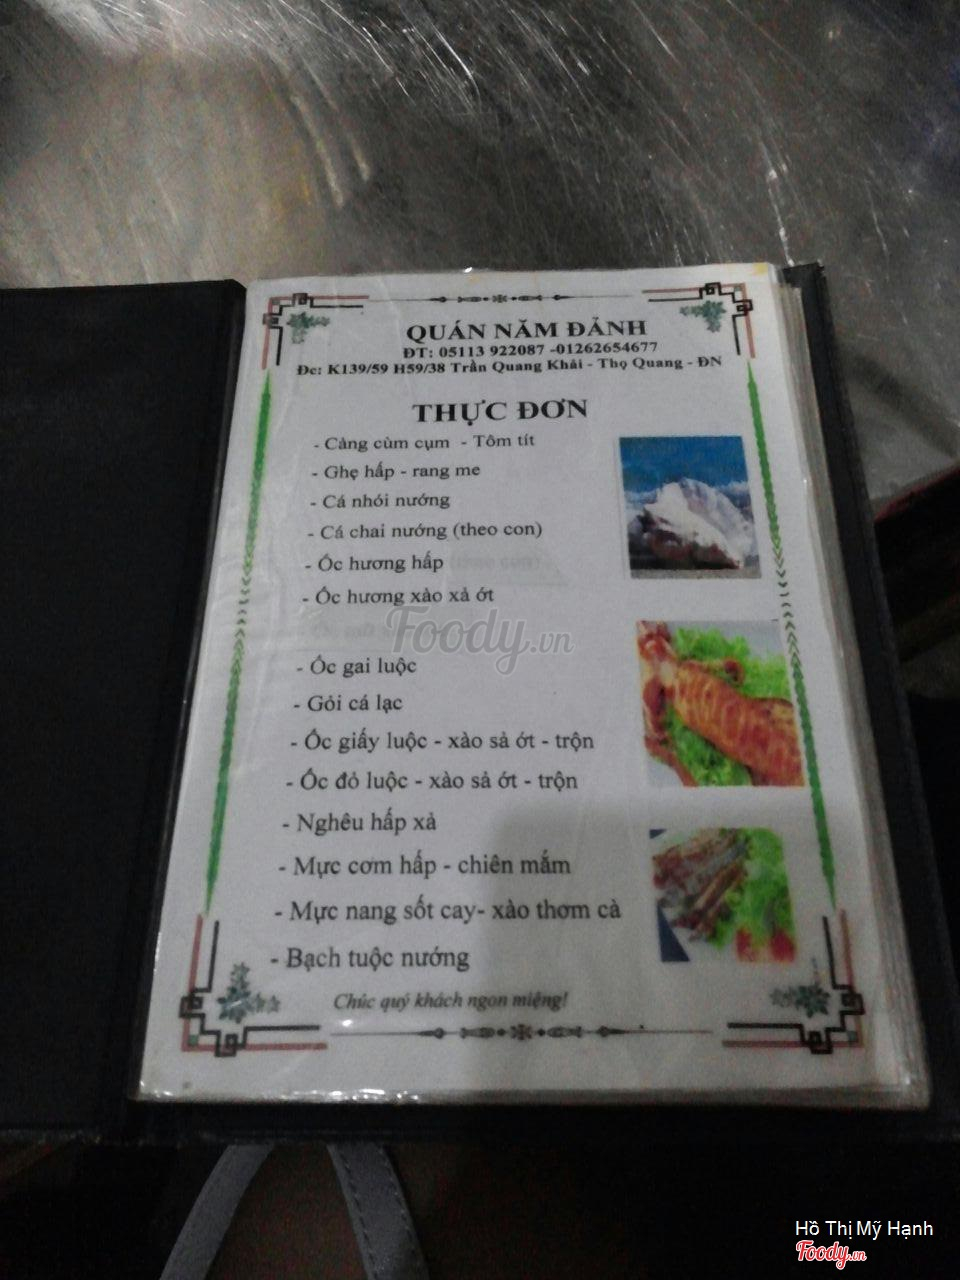 QUÁN NĂM ĐẢNH
ĐT: 05113 922087 -01262654677
Đc: K139/59 H59/38 Trần Quang Khải - Thọ Quang - ĐN
THỰC ĐƠN
- Càng cùm cụm - Tôm tít
- Ghẹ hấp - rang me
- Cá nhói nướng
- Cá chai nướng (theo con)
- Ốc hương hấp
- Ốc hương xào xả ớt
Foody.vn
- Ốc gai luộc
- Gỏi cá lạc
- Ốc giấy luộc - xào sả ớt - trộn
- Ốc đỏ luộc - xào sả ớt - trộn
- Nghêu hấp xả
- Mực cơm hấp - chiên mắm
- Mực nang sốt cay- xào thơm cà
- Bạch tuộc nướng
Chúc quý khách ngon miệng!
Hồ Thị Mỹ Hạnh
Foody.vn